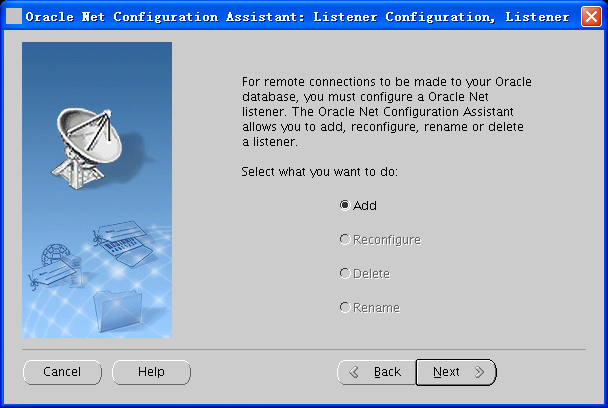 Oracle Net Configuration Assistant: Listener Configuration, Listener
For remote connections to be made to your Oracle
database, you must configure a Oracle Net
listener. The Oracle Net Configuration Assistant
allows you to add, reconfigure, rename or delete
a listener.
Select what you want to do:
Add
Reconfigure
Delete
Rename
Cancel
Help
Back
Next